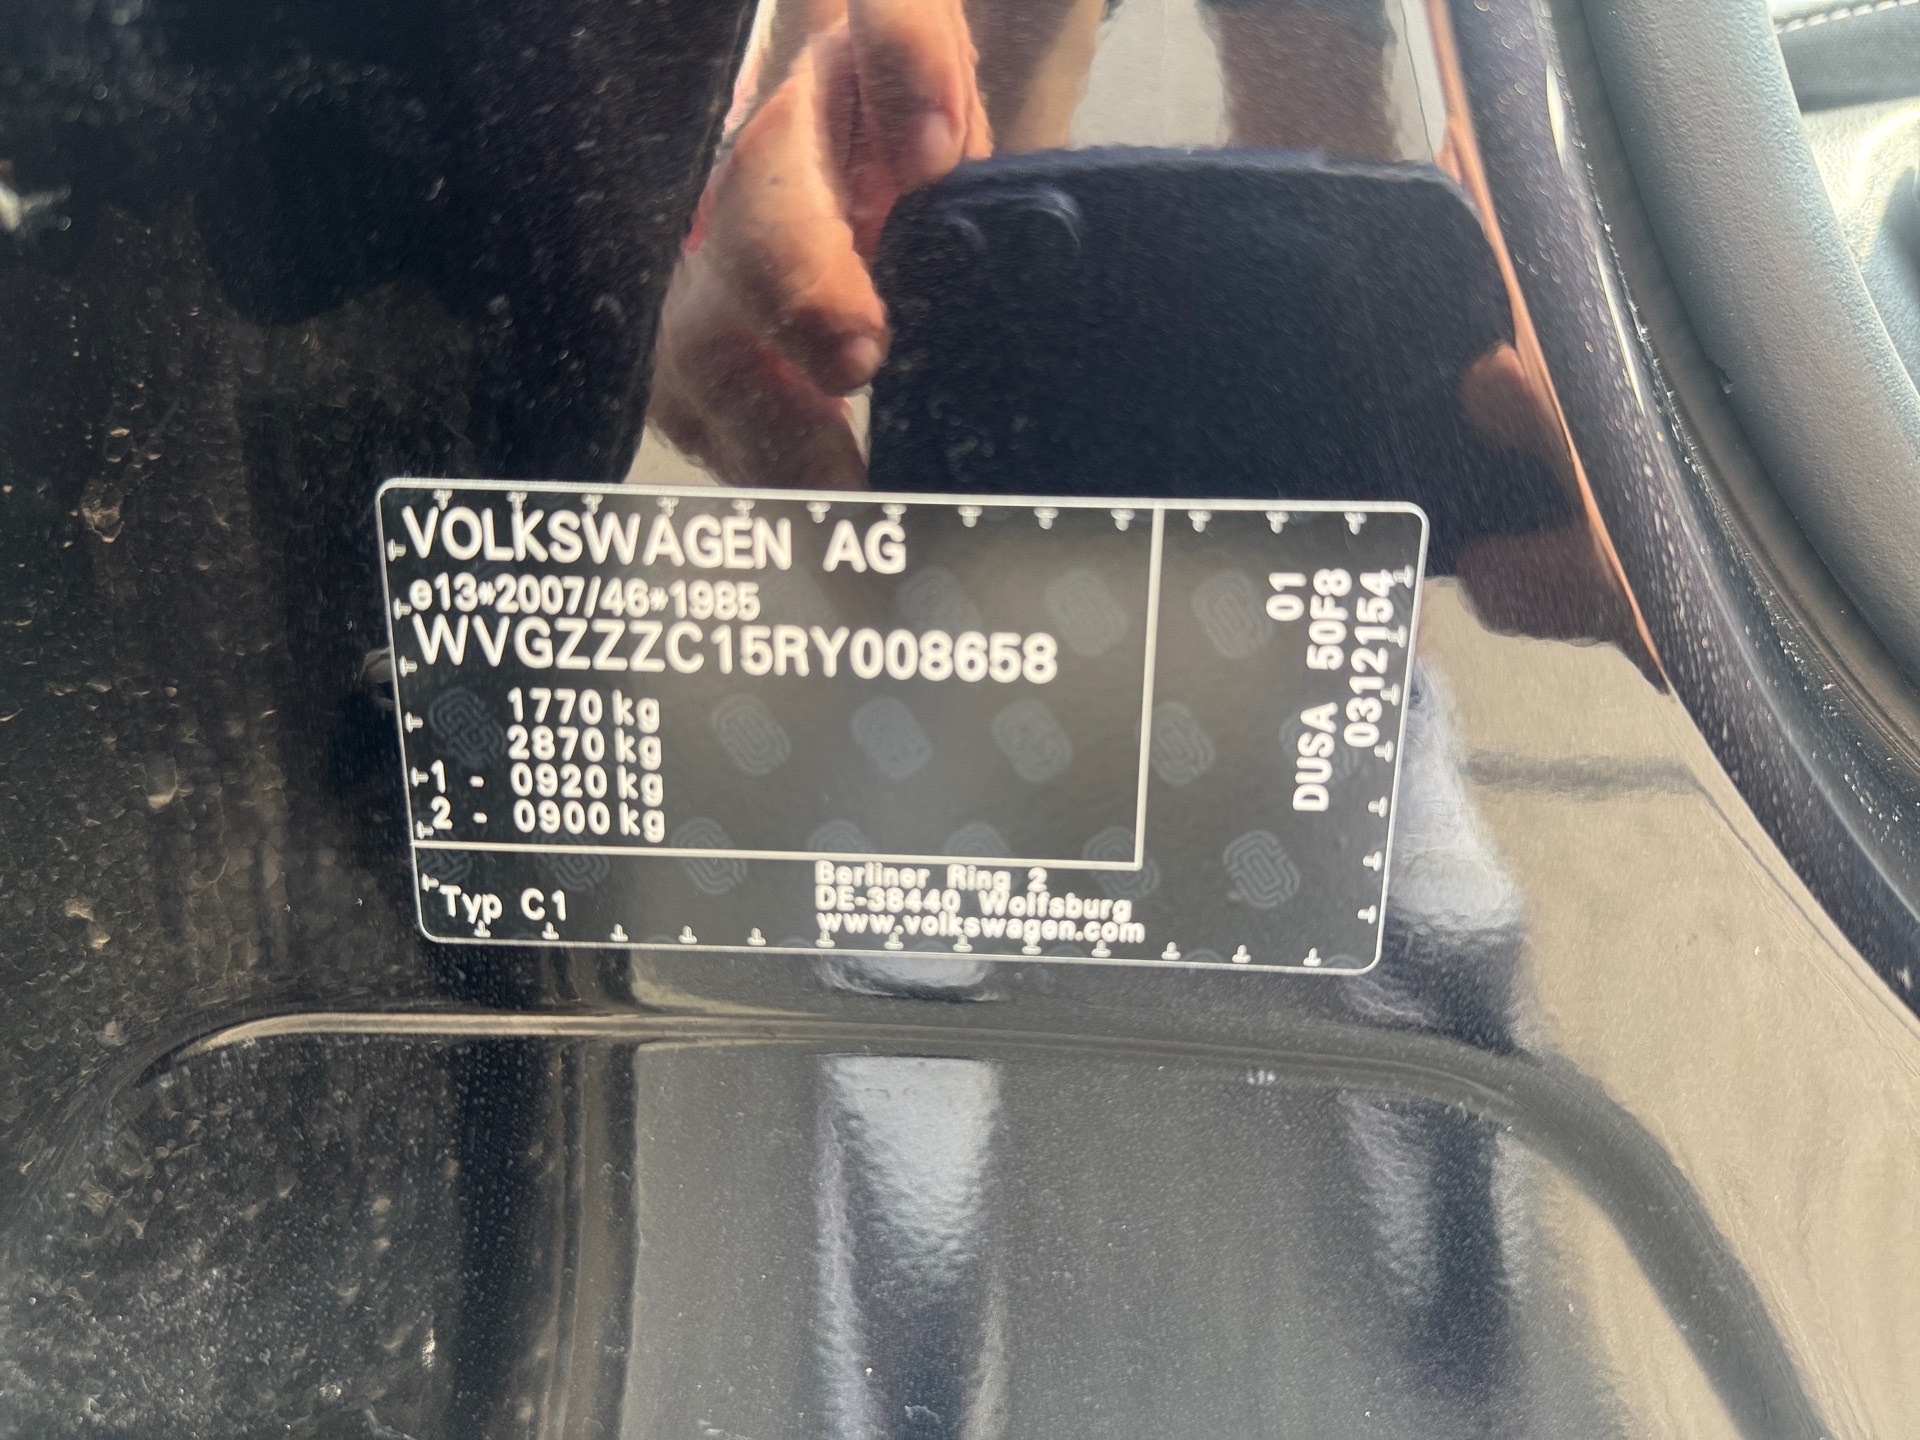 VOLKSWAGEN AG
e13*2007/46*1985
WVGZZZC15RY008658
1770 kg
2870 kg
1 - 0920 kg
2 - 0900 kg
Typ C1
Berliner Ring 2
DE-38440 Wolfsburg
www.volkswagen.com
01
DUSA 50F8
0312154